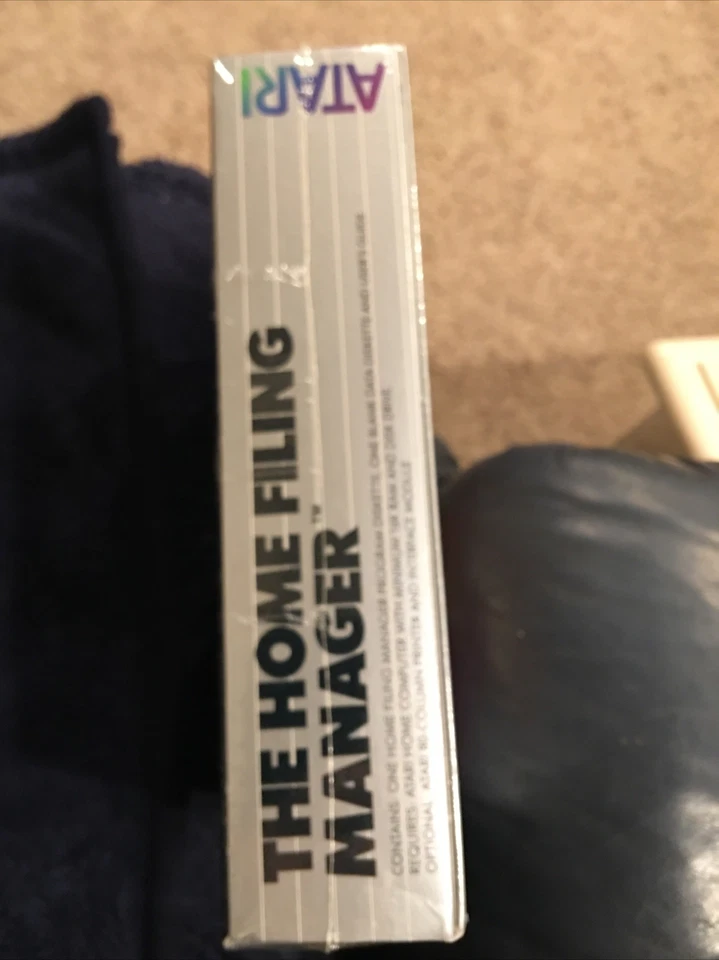 ATARI
THE HOME FILING
MANAGER™
CONTAINS: ONE HOME FILING MANAGER PROGRAM DISKETTE, ONE BLANK DATA DISKETTE AND USER'S GUIDE
REQUIRES: ATARI HOME COMPUTER WITH MINIMUM 16K RAM AND DISK DRIVE
OPTIONAL: ATARI 80-COLUMN PRINTER AND INTERFACE MODULE